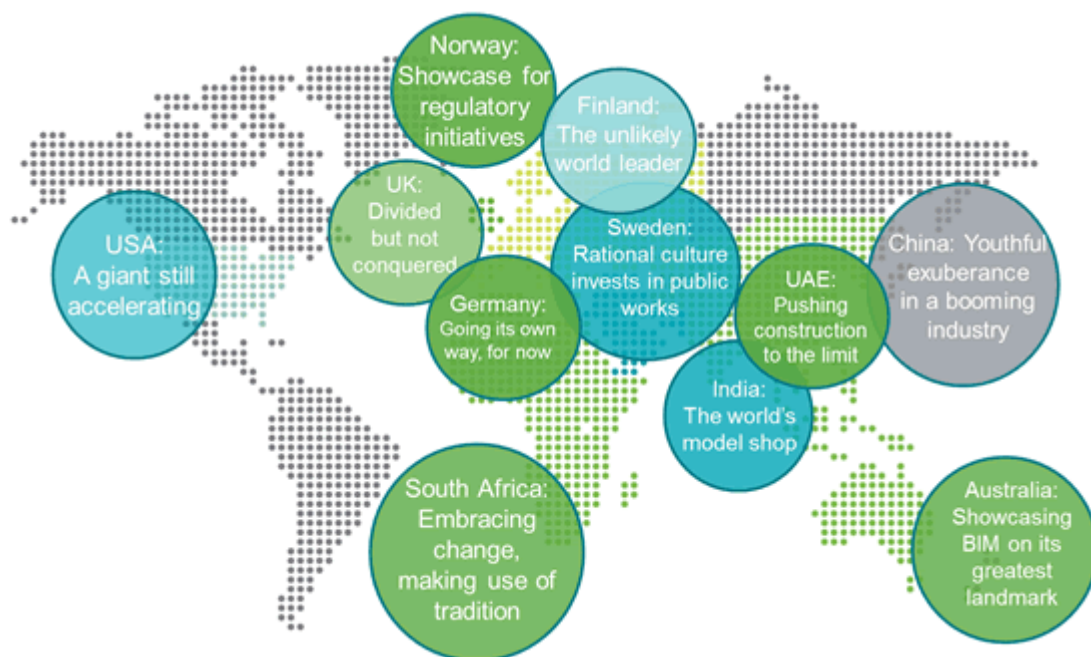 Norway:
Showcase for
regulatory
initiatives
Finland:
The unlikely
world leader
UK:
Divided
but not
conquered
USA:
A giant still
accelerating
Sweden:
Rational culture
invests in public
works
China: Youthful
exuberance
in a booming
industry
Germany:
Going its own
way, for now
UAE:
Pushing
construction
to the limit
India:
The world's
model shop
South Africa:
Embracing
change,
making use of
tradition
Australia:
Showcasing
BIM on its
greatest
landmark